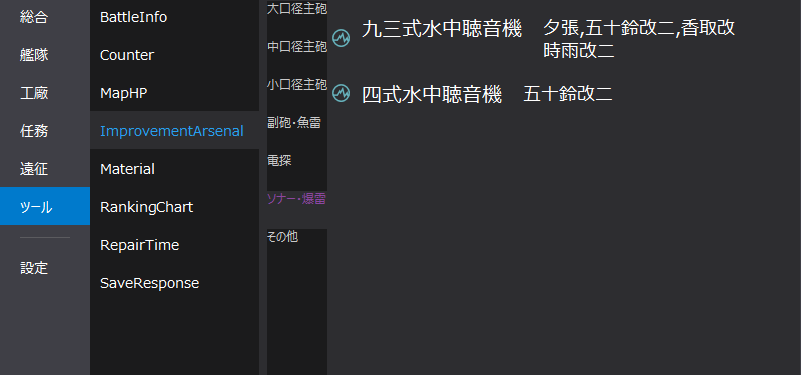 総合
艦隊
工廠
任務
遠征
ツール
設定
BattleInfo
Counter
MapHP
ImprovementArsenal
Material
RankingChart
RepairTime
SaveResponse
大口径主砲
中口径主砲
小口径主砲
副砲・魚雷
電探
ソナー・爆雷
その他
九三式水中聴音機 夕張,五十鈴改二,香取改
時雨改二
四式水中聴音機 五十鈴改二